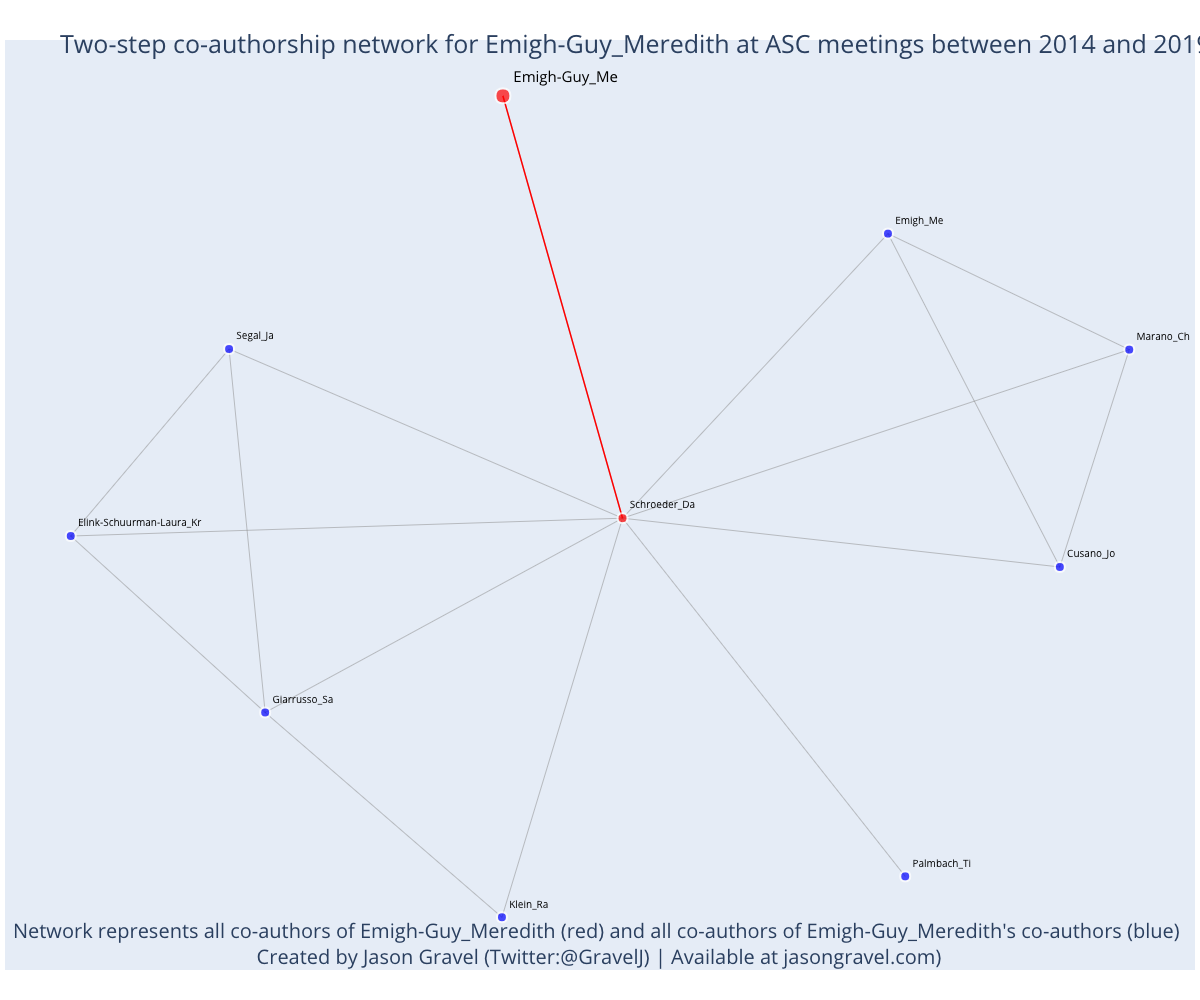 Two-step co-authorship network for Emigh-Guy_Meredith at ASC meetings between 2014 and 2019
Emigh-Guy_Me
Emigh_Me
Segal_Ja
Marano_Ch
Schroeder_Da
Elink-Schuurman-Laura_Kr
Cusano_Jo
Giarrusso_Sa
Palmbach_Ti
Klein_Ra
Network represents all co-authors of Emigh-Guy_Meredith (red) and all co-authors of Emigh-Guy_Meredith's co-authors (blue)
Created by Jason Gravel (Twitter:@GravelJ) | Available at jasongravel.com)